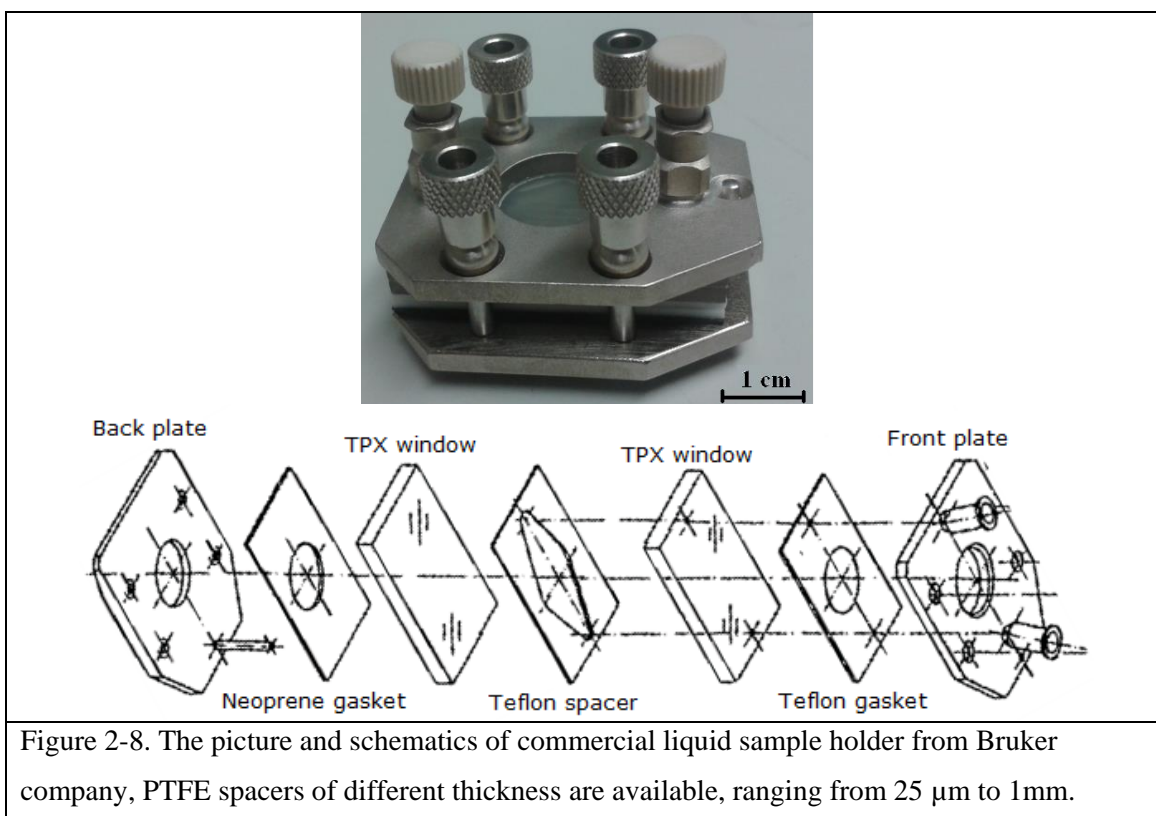 1 cm
Back plate
TPX window
TPX window
Front plate
Neoprene gasket
Teflon spacer
Teflon gasket
Figure 2-8. The picture and schematics of commercial liquid sample holder from Bruker
company, PTFE spacers of different thickness are available, ranging from 25 µm to 1mm.